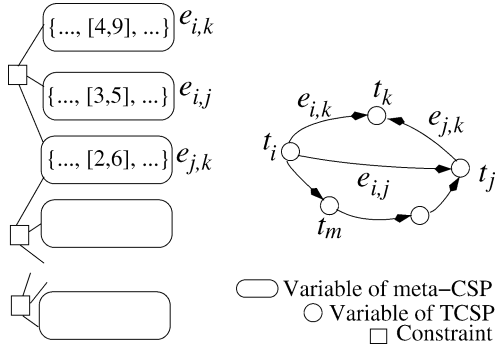 {..., [4,9], ...} e_{i,k}
{..., [3,5], ...} e_{i,j}
{..., [2,6], ...} e_{j,k}
t_k
e_{i,k}
e_{j,k}
t_i
e_{i,j}
t_j
t_m
Variable of meta−CSP
Variable of TCSP
Constraint